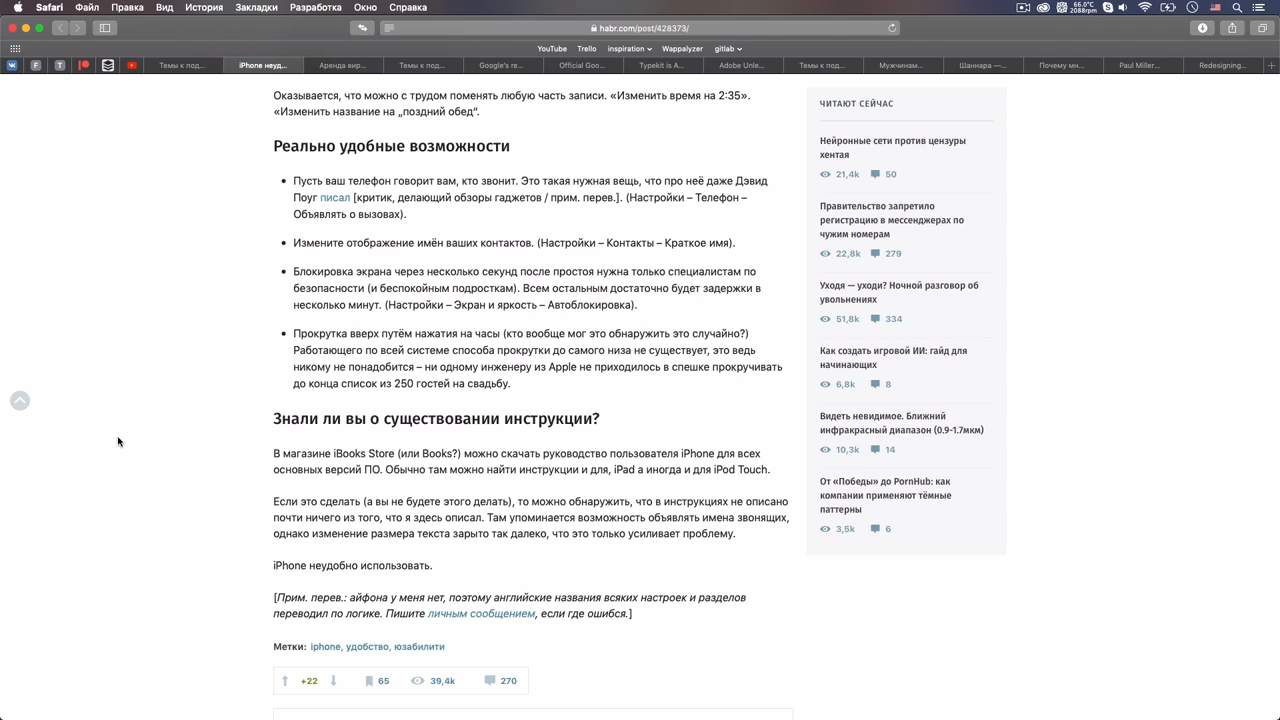 Safari Файл Правка Вид История Закладки Разработка Окно Справка
66.0°C
2088rpm
habr.com/post/428373/
YouTube Trello inspiration Wappalyzer gitlab
Темы к под... iPhone неуд... Аренда вир... Темы к под... Google's re... Official Goo... Typekit is A... Adobe Unle... Темы к под... Мужчинам... Шаннара —... Почему мн... Paul Miller... Redesigning...
Оказывается, что можно с трудом поменять любую часть записи. «Изменить время на 2:35».
«Изменить название на „поздний обед“.
Реально удобные возможности
Пусть ваш телефон говорит вам, кто звонит. Это такая нужная вещь, что про неё даже Дэвид
Поуг писал [критик, делающий обзоры гаджетов / прим. перев.]. (Настройки – Телефон –
Объявлять о вызовах).
Измените отображение имён ваших контактов. (Настройки – Контакты – Краткое имя).
Блокировка экрана через несколько секунд после простоя нужна только специалистам по
безопасности (и беспокойным подросткам). Всем остальным достаточно будет задержки в
несколько минут. (Настройки – Экран и яркость – Автоблокировка).
Прокрутка вверх путём нажатия на часы (кто вообще мог это обнаружить это случайно?)
Работающего по всей системе способа прокрутки до самого низа не существует, это ведь
никому не понадобится – ни одному инженеру из Apple не приходилось в спешке прокручивать
до конца список из 250 гостей на свадьбу.
Знали ли вы о существовании инструкции?
В магазине iBooks Store (или Books?) можно скачать руководство пользователя iPhone для всех
основных версий ПО. Обычно там можно найти инструкции и для, iPad а иногда и для iPod Touch.
Если это сделать (а вы не будете этого делать), то можно обнаружить, что в инструкциях не описано
почти ничего из того, что я здесь описал. Там упоминается возможность объявлять имена звонящих,
однако изменение размера текста зарыто так далеко, что это только усиливает проблему.
iPhone неудобно использовать.
[Прим. перев.: айфона у меня нет, поэтому английские названия всяких настроек и разделов
переводил по логике. Пишите личным сообщением, если где ошибся.]
Метки: iphone, удобство, юзабилити
+22 65 39,4k 270
ЧИТАЮТ СЕЙЧАС
Нейронные сети против цензуры
хентая
21,4k 50
Правительство запретило
регистрацию в мессенджерах по
чужим номерам
22,8k 279
Уходя — уходи? Ночной разговор об
увольнениях
51,8k 334
Как создать игровой ИИ: гайд для
начинающих
6,8k 8
Видеть невидимое. Ближний
инфракрасный диапазон (0.9-1.7мкм)
10,3k 14
От «Победы» до PornHub: как
компании применяют тёмные
паттерны
3,5k 6